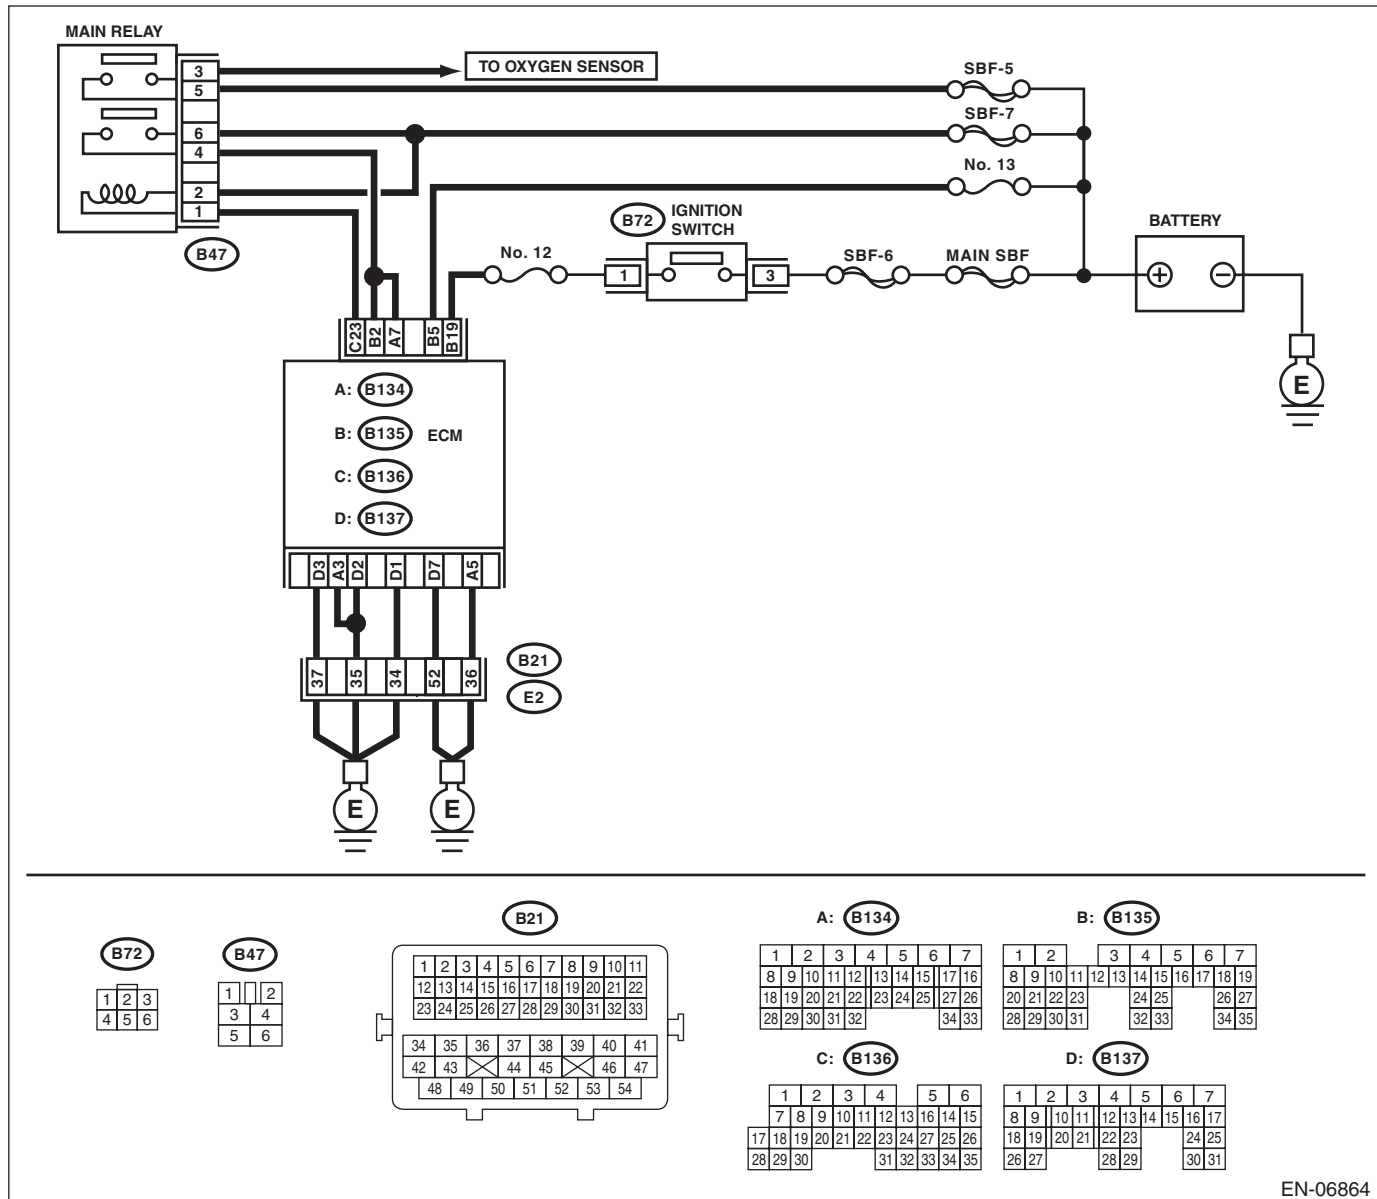 MAIN RELAY
3
5
6
4
2
1
B47
TO OXYGEN SENSOR
SBF-5
SBF-7
No. 13
B72
IGNITION
SWITCH
No. 12
1
3
SBF-6
MAIN SBF
BATTERY
E
C23
B2
A7
B5
B19
A: B134
B: B135
ECM
C: B136
D: B137
D3
A3
D2
D1
D7
A5
37
35
34
52
36
B21
E2
E
E
B72
1 2 3
4 5 6
B47
1 2
3 4
5 6
B21
1 2 3 4 5 6 7 8 9 10 11
12 13 14 15 16 17 18 19 20 21 22
23 24 25 26 27 28 29 30 31 32 33
34 35 36 37 38 39 40 41
42 43 44 45 46 47
48 49 50 51 52 53 54
A: B134
1 2 3 4 5 6 7
8 9 10 11 12 13 14 15 17 16
18 19 20 21 22 23 24 25 27 26
28 29 30 31 32 34 33
B: B135
1 2 3 4 5 6 7
8 9 10 11 12 13 14 15 16 17 18 19
20 21 22 23 24 25 26 27
28 29 30 31 32 33 34 35
C: B136
1 2 3 4 5 6
7 8 9 10 11 12 13 16 14 15
17 18 19 20 21 22 23 24 27 25 26
28 29 30 31 32 33 34 35
D: B137
1 2 3 4 5 6 7
8 9 10 11 12 13 14 15 16 17
18 19 20 21 22 23 24 25
26 27 28 29 30 31
EN-06864